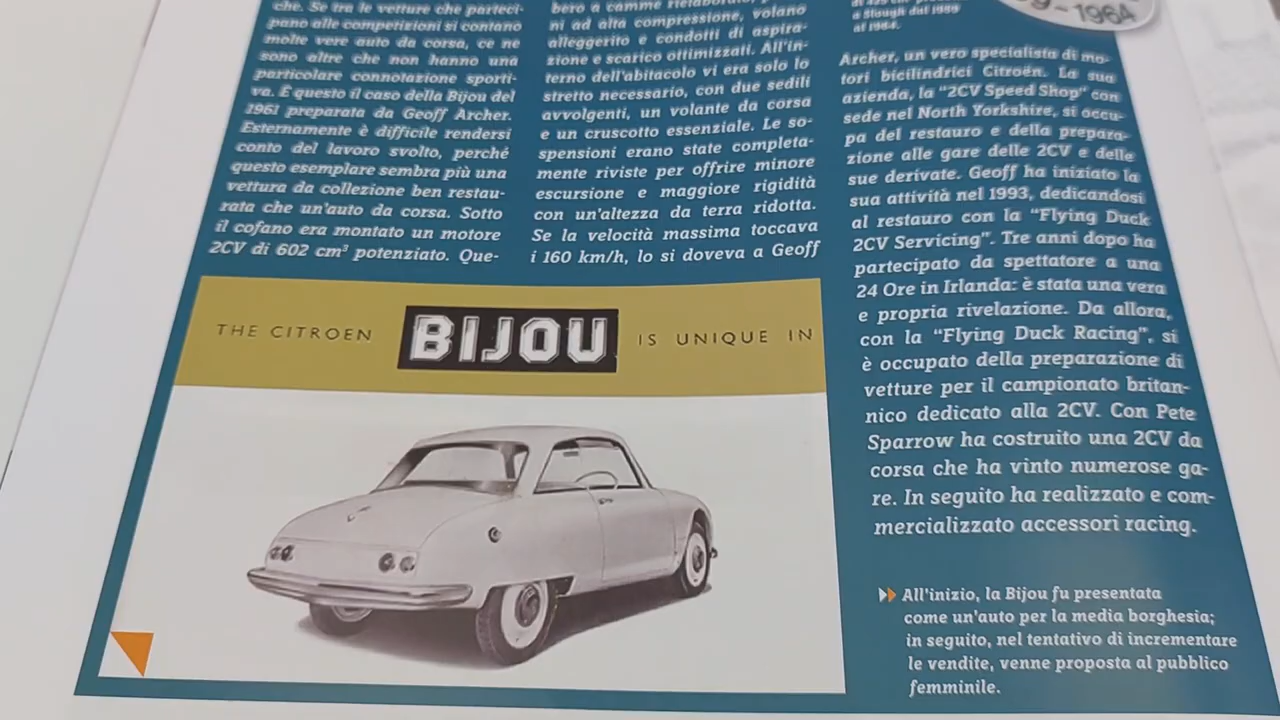 che. Se tra le vetture che parteci-
pano alle competizioni si contano
molte vere auto da corsa, ce ne
sono altre che non hanno una
particolare connotazione sporti-
va. È questo il caso della Bijou del
1961 preparata da Geoff Archer.
Esternamente è difficile rendersi
conto del lavoro svolto, perché
questo esemplare sembra più una
vettura da collezione ben restau-
rata che un'auto da corsa. Sotto
il cofano era montato un motore
2CV di 602 cm³ potenziato. Que-
bero a camme rielaborato,
ni ad alta compressione, volano
alleggerito e condotti di aspira-
zione e scarico ottimizzati. All'in-
terno dell'abitacolo vi era solo lo
stretto necessario, con due sedili
avvolgenti, un volante da corsa
e un cruscotto essenziale. Le so-
spensioni erano state completa-
mente riviste per offrire minore
escursione e maggiore rigidità
con un'altezza da terra ridotta.
Se la velocità massima toccava
i 160 km/h, lo si doveva a Geoff
a Slough dal 1959
al 1964.
– 1964
Archer, un vero specialista di mo-
tori bicilindrici Citroën. La sua
azienda, la "2CV Speed Shop" con
sede nel North Yorkshire, si occu-
pa del restauro e della prepara-
zione alle gare delle 2CV e delle
sue derivate. Geoff ha iniziato la
sua attività nel 1993, dedicandosi
al restauro con la "Flying Duck
2CV Servicing". Tre anni dopo ha
partecipato da spettatore a una
24 Ore in Irlanda: è stata una vera
e propria rivelazione. Da allora,
con la "Flying Duck Racing", si
è occupato della preparazione di
vetture per il campionato britan-
nico dedicato alla 2CV. Con Pete
Sparrow ha costruito una 2CV da
corsa che ha vinto numerose ga-
re. In seguito ha realizzato e com-
mercializzato accessori racing.
THE CITROEN BIJOU IS UNIQUE IN
All'inizio, la Bijou fu presentata
come un'auto per la media borghesia;
in seguito, nel tentativo di incrementare
le vendite, venne proposta al pubblico
femminile.